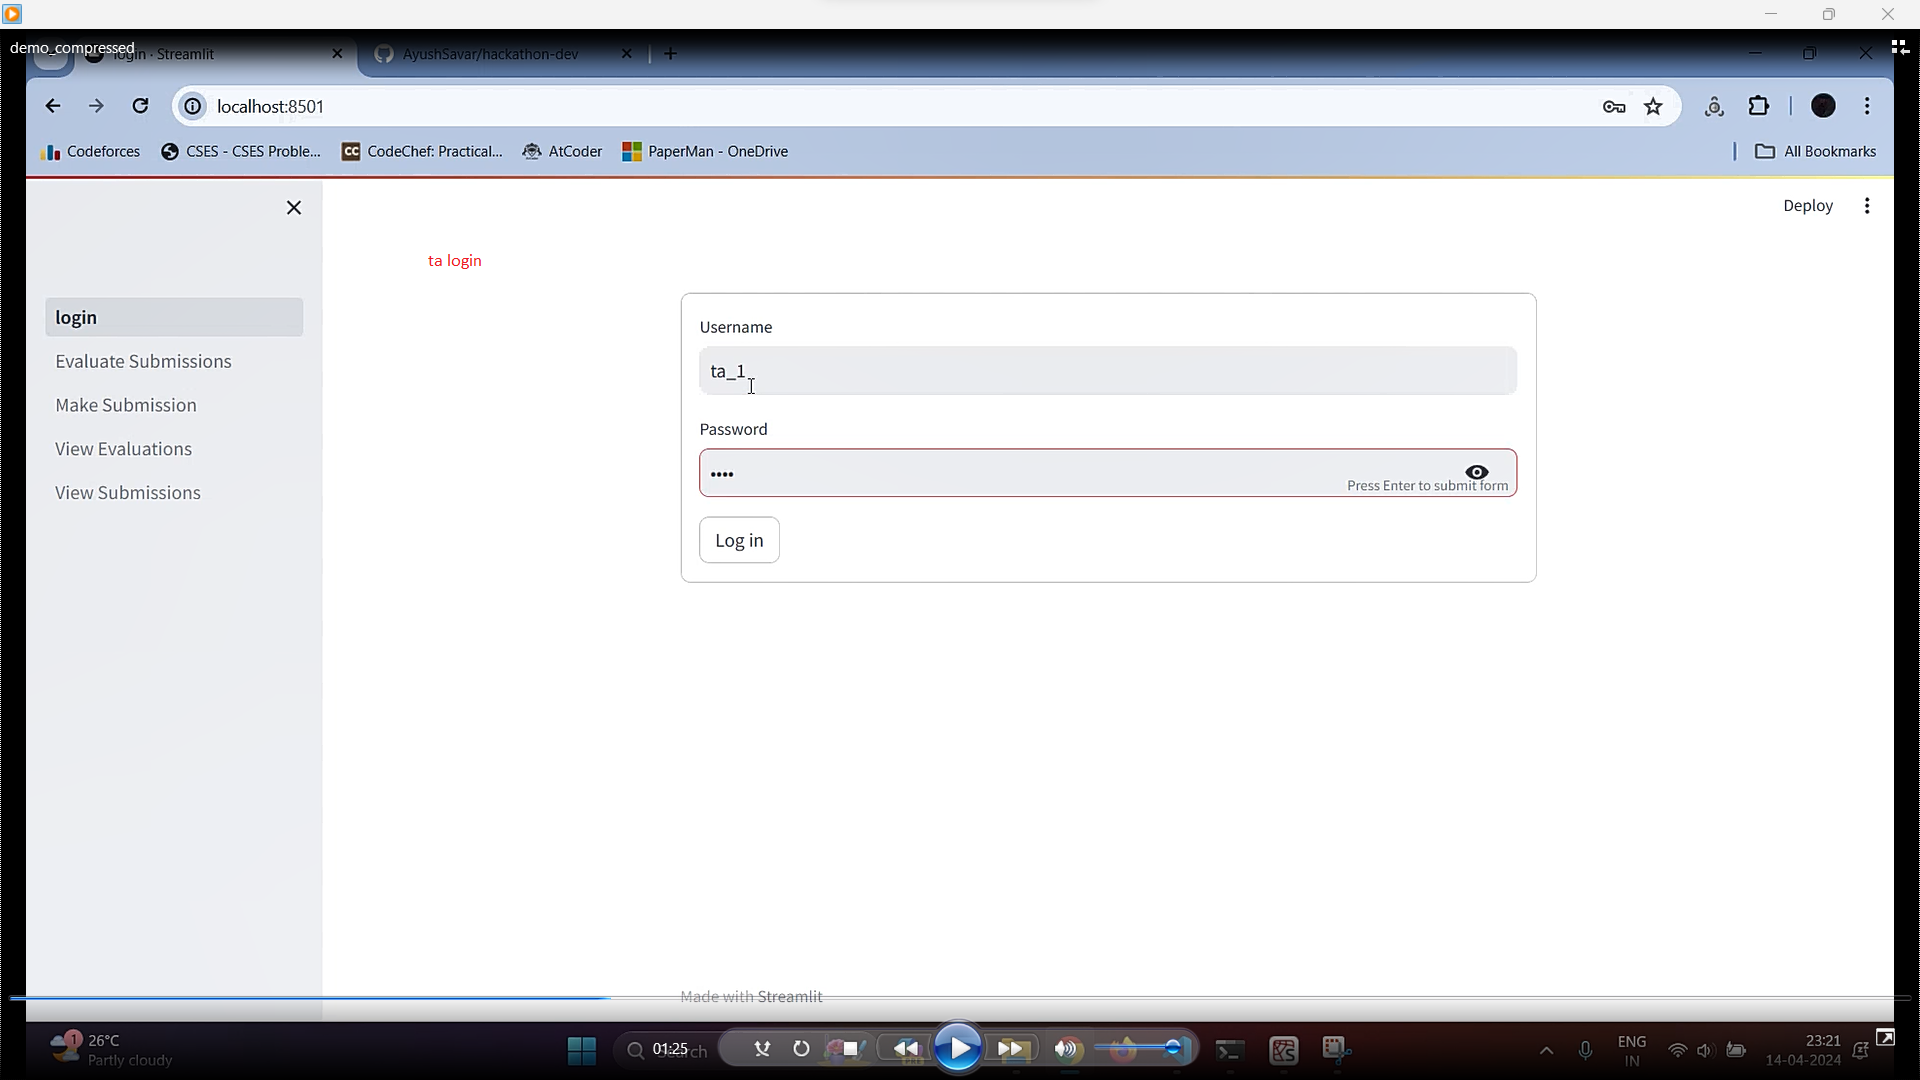 demo_compressed
login · Streamlit
AyushSavar/hackathon-dev
localhost:8501
Codeforces
CSES - CSES Proble...
CodeChef: Practical...
AtCoder
PaperMan - OneDrive
All Bookmarks
Deploy
ta login
login
Evaluate Submissions
Make Submission
View Evaluations
View Submissions
Username
ta_1
Password
••••
Press Enter to submit form
Log in
Made with Streamlit
1
26°C
Partly cloudy
Search
01:25
ENG
IN
23:21
14-04-2024